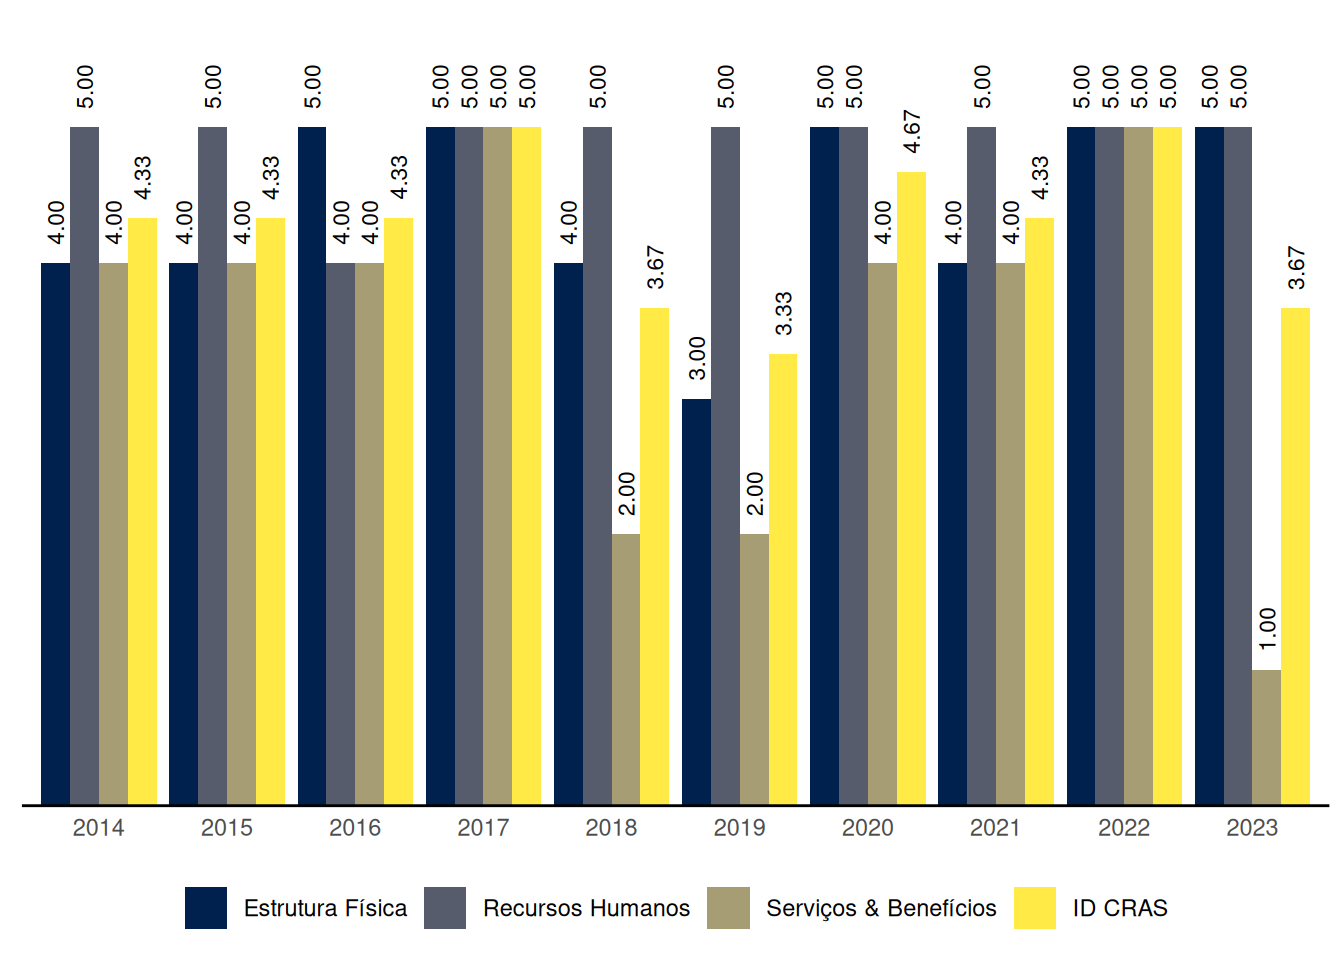 5.00 5.00 5.00 5.00 5.00 5.00 5.00 5.00 5.00 5.00 5.00 5.00 5.00 5.00 5.00 5.00 5.00 5.00
4.67
4.33 4.33 4.33 4.33
4.00 4.00 4.00 4.00 4.00 4.00 4.00 4.00 4.00 4.00
3.67 3.67
3.33
3.00
2.00 2.00
1.00
2014 2015 2016 2017 2018 2019 2020 2021 2022 2023
Estrutura Física Recursos Humanos Serviços & Benefícios ID CRAS